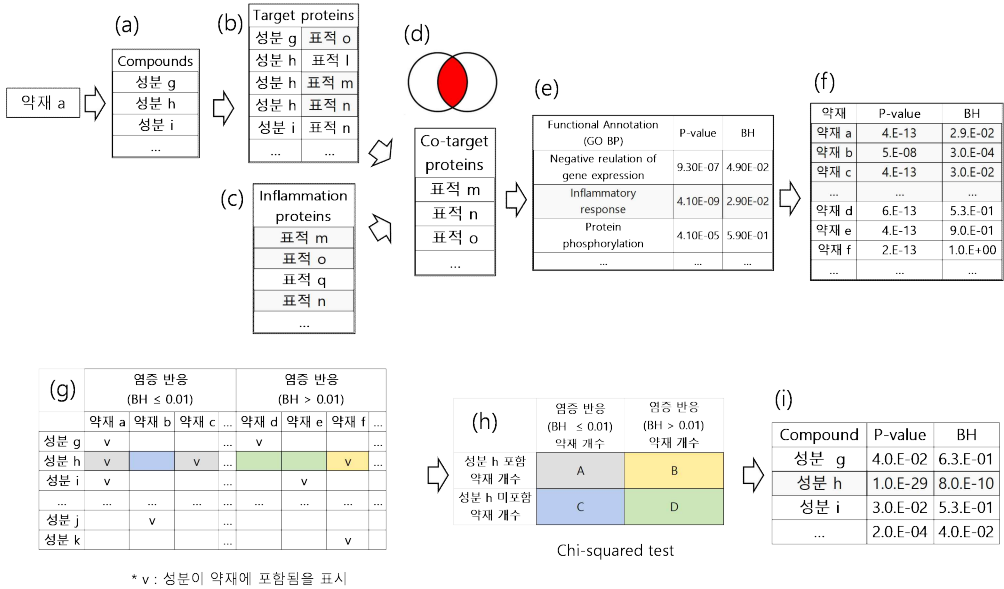 (a)
(b)
(c)
(d)
(e)
(f)
약재 a
Compounds
성분 g
성분 h
성분 i
...
Target proteins
성분 g 표적 o
성분 h 표적 l
성분 h 표적 m
성분 h 표적 n
성분 i 표적 n
... ...
Inflammation
proteins
표적 m
표적 o
표적 q
표적 n
...
Co-target
proteins
표적 m
표적 n
표적 o
...
Functional Annotation
(GO BP) P-value BH
Negative reulation of
gene expression 9.30E-07 4.90E-02
Inflammatory
response 4.10E-09 2.90E-02
Protein
phosphorylation 4.10E-05 5.90E-01
... ... ...
약재 P-value BH
약재 a 4.E-13 2.9.E-02
약재 b 5.E-08 3.0.E-04
약재 c 4.E-13 3.0.E-02
... ... ...
약재 d 6.E-13 5.3.E-01
약재 e 4.E-13 9.0.E-01
약재 f 2.E-13 1.0.E+00
... ... ...
(g)
염증 반응 염증 반응
(BH ≤ 0.01) (BH > 0.01)
약재 a 약재 b 약재 c ... 약재 d 약재 e 약재 f ...
성분 g v ... v ...
성분 h v v ... v ...
성분 i v ... v ...
... ... ... ... ... ... ... ... ...
성분 j v ... ...
성분 k v ...
* v : 성분이 약재에 포함됨을 표시
(h)
염증 반응 염증 반응
(BH ≤ 0.01) (BH > 0.01)
약재 개수 약재 개수
성분 h 포함
약재 개수 A B
성분 h 미포함
약재 개수 C D
Chi-squared test
(i)
Compound P-value BH
성분 g 4.0.E-02 6.3.E-01
성분 h 1.0.E-29 8.0.E-10
성분 i 3.0.E-02 5.3.E-01
... 2.0.E-04 4.0.E-02